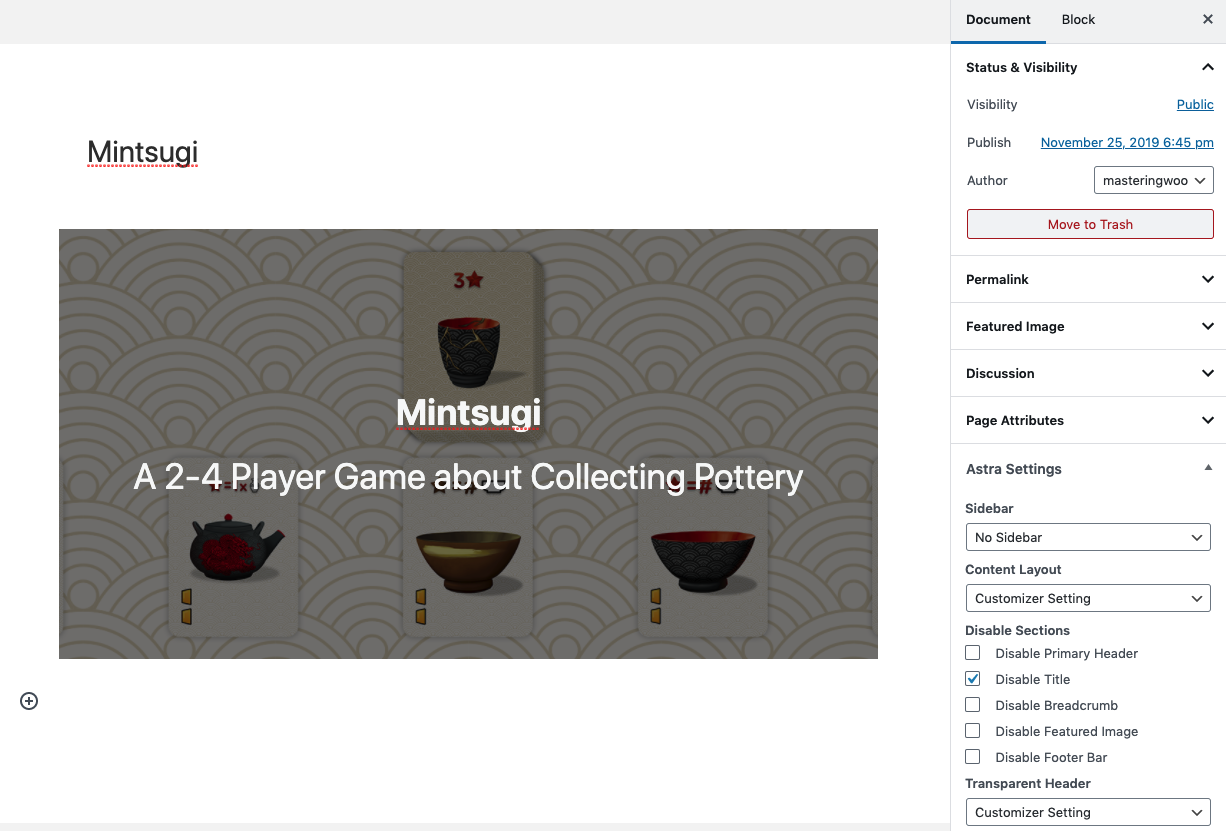 Document Block
Status & Visibility
Visibility Public
Publish November 25, 2019 6:45 pm
Author masteringwoo
Move to Trash
Permalink
Featured Image
Discussion
Page Attributes
Astra Settings
Sidebar
No Sidebar
Content Layout
Customizer Setting
Disable Sections
Disable Primary Header
Disable Title
Disable Breadcrumb
Disable Featured Image
Disable Footer Bar
Transparent Header
Customizer Setting
Mintsugi
3★
Mintsugi
A 2-4 Player Game about Collecting Pottery